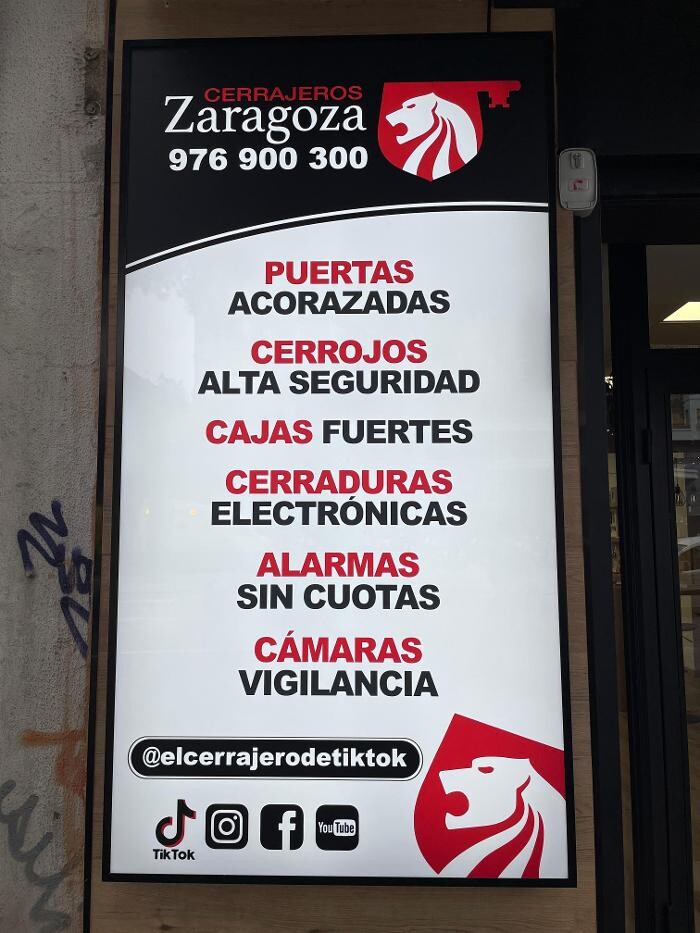 CERRAJEROS
Zaragoza
976 900 300
PUERTAS
ACORAZADAS
CERROJOS
ALTA SEGURIDAD
CAJAS FUERTES
CERRADURAS
ELECTRÓNICAS
ALARMAS
SIN CUOTAS
CÁMARAS
VIGILANCIA
@elcerrajerodetiktok
YouTube
TikTok